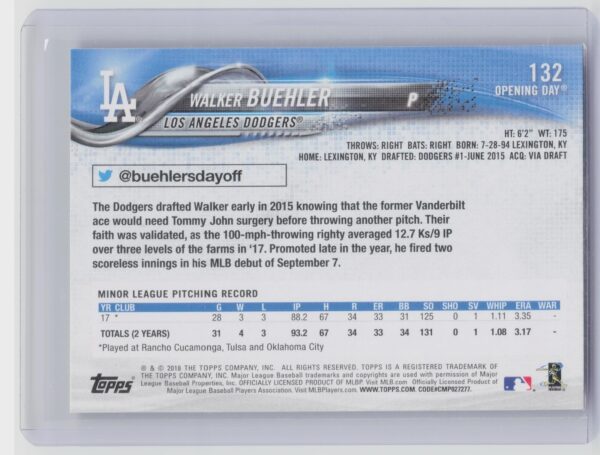 LA
132
OPENING DAY®
WALKER BUEHLER
P
LOS ANGELES DODGERS®
HT: 6'2" WT: 175
THROWS: RIGHT BATS: RIGHT BORN: 7-28-94 LEXINGTON, KY
HOME: LEXINGTON, KY DRAFTED: DODGERS #1-JUNE 2015 ACQ: VIA DRAFT
@buehlersdayoff
The Dodgers drafted Walker early in 2015 knowing that the former Vanderbilt
ace would need Tommy John surgery before throwing another pitch. Their
faith was validated, as the 100-mph-throwing righty averaged 12.7 Ks/9 IP
over three levels of the farms in '17. Promoted late in the year, he fired two
scoreless innings in his MLB debut of September 7.
MINOR LEAGUE PITCHING RECORD
YR CLUB G W L IP H R ER BB SO SHO SV WHIP ERA WAR
17 * 28 3 3 88.2 67 34 33 31 125 0 1 1.11 3.35 -
TOTALS (2 YEARS) 31 4 3 93.2 67 34 33 34 131 0 1 1.08 3.17 -
*Played at Rancho Cucamonga, Tulsa and Oklahoma City
® & © 2018 THE TOPPS COMPANY, INC. ALL RIGHTS RESERVED. TOPPS IS A REGISTERED TRADEMARK OF
THE TOPPS COMPANY, INC. Major League Baseball trademarks and copyrights are used with permission of Major
League Baseball Properties, Inc. OFFICIALLY LICENSED PRODUCT OF MLBP. Visit MLB.com Officially Licensed Product of
Major League Baseball Players Association. Visit MLBPlayers.com. WWW.TOPPS.COM. CODE#CMP027277.
Topps